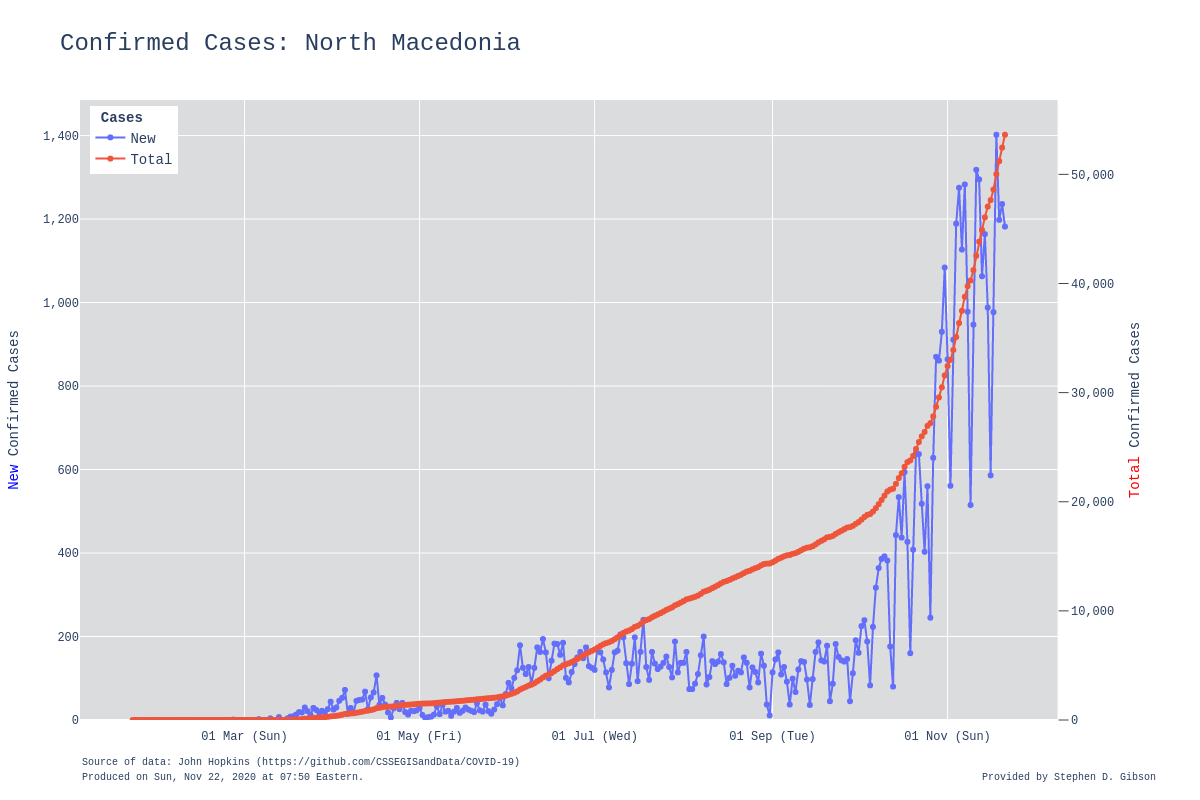 Confirmed Cases: North Macedonia
Cases
New
Total
1,400
1,200
1,000
800
600
400
200
0
New Confirmed Cases
50,000
40,000
30,000
20,000
10,000
0
Total Confirmed Cases
01 Mar (Sun)
01 May (Fri)
01 Jul (Wed)
01 Sep (Tue)
01 Nov (Sun)
Source of data: John Hopkins (https://github.com/CSSEGISandData/COVID-19)
Produced on Sun, Nov 22, 2020 at 07:50 Eastern.
Provided by Stephen D. Gibson